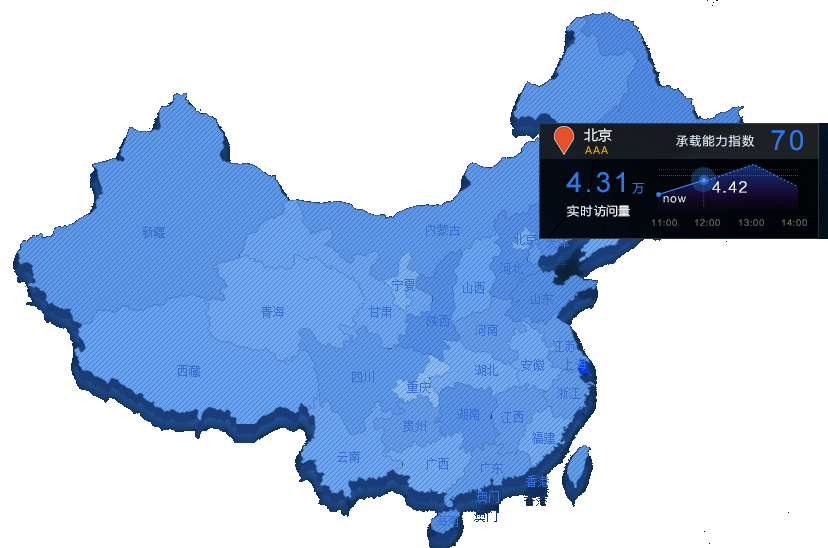 北京
AAA
承载能力指数 70
4.31万
实时访问量
4.42
now
11:00 12:00 13:00 14:00
新疆
内蒙古
北京
河北
宁夏
山西
山东
青海
甘肃
陕西
河南
江苏
上海
安徽
西藏
四川
重庆
湖北
浙江
湖南
江西
贵州
福建
云南
广西
广东
香港
澳门
澳门
海南